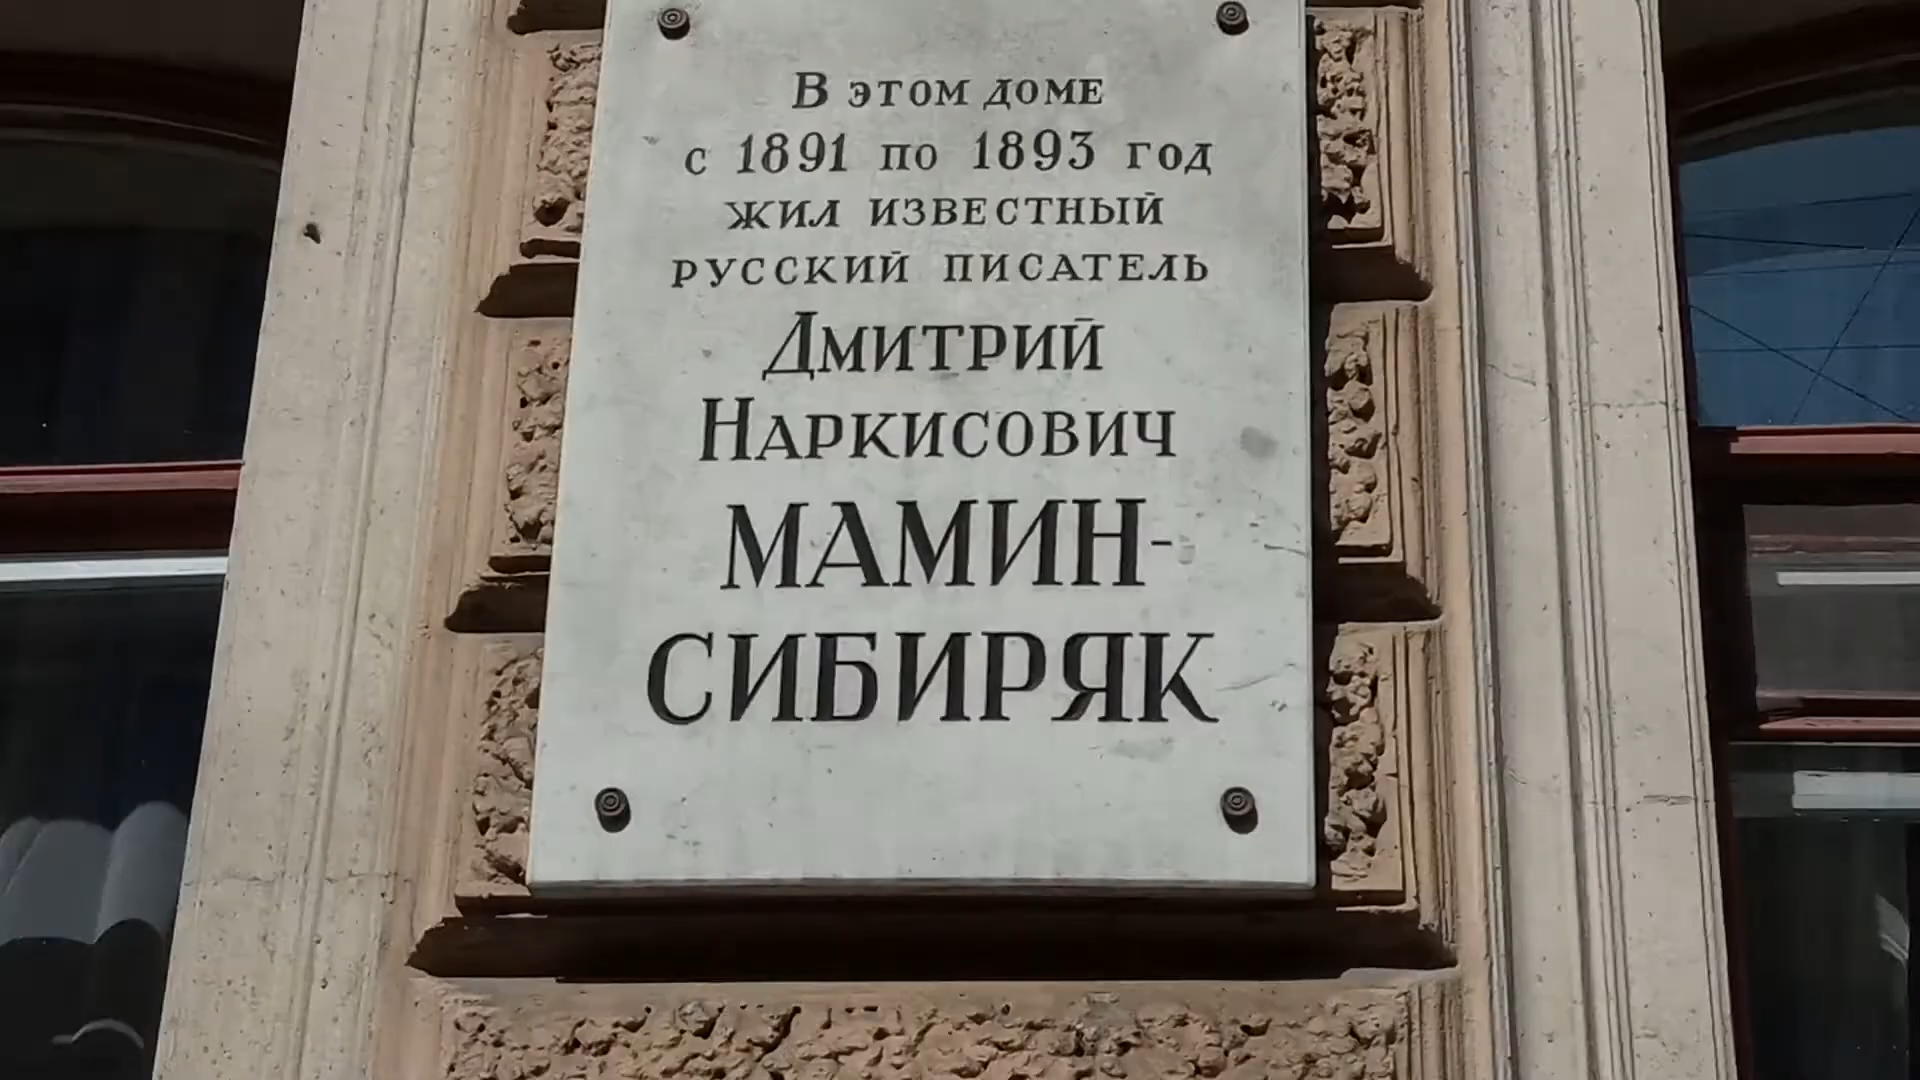 В этом доме
с 1891 по 1893 год
жил известный
русский писатель
Дмитрий
Наркисович
МАМИН-
СИБИРЯК